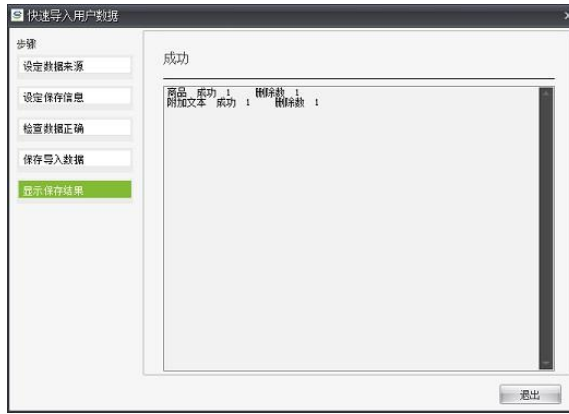 快速导入用户数据
步骤
设定数据来源
设定保存信息
检查数据正确
保存导入数据
显示保存结果
成功
商品 成功 1 刪除数 1
附加文本 成功 1 刪除数 1
退出